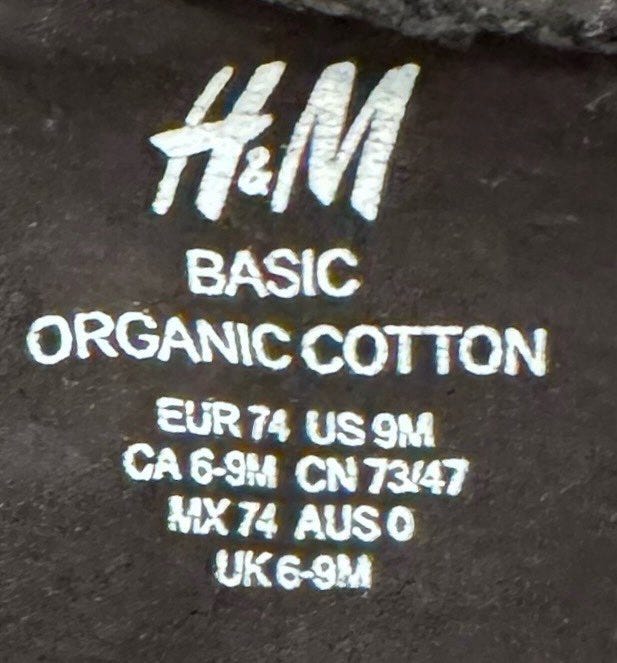 H&M
BASIC
ORGANIC COTTON
EUR 74 US 9M
CA 6-9M CN 73/47
MX 74 AUS 0
UK 6-9M